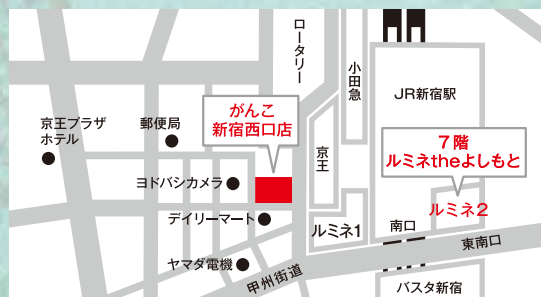 ロータリー
小田急
JR新宿駅
がんこ
新宿西口店
京王プラザ
ホテル
郵便局
京王
7階
ルミネtheよしもと
ヨドバシカメラ
ルミネ2
デイリーマート
ルミネ1
南口
東南口
ヤマダ電機
甲州街道
バスタ新宿